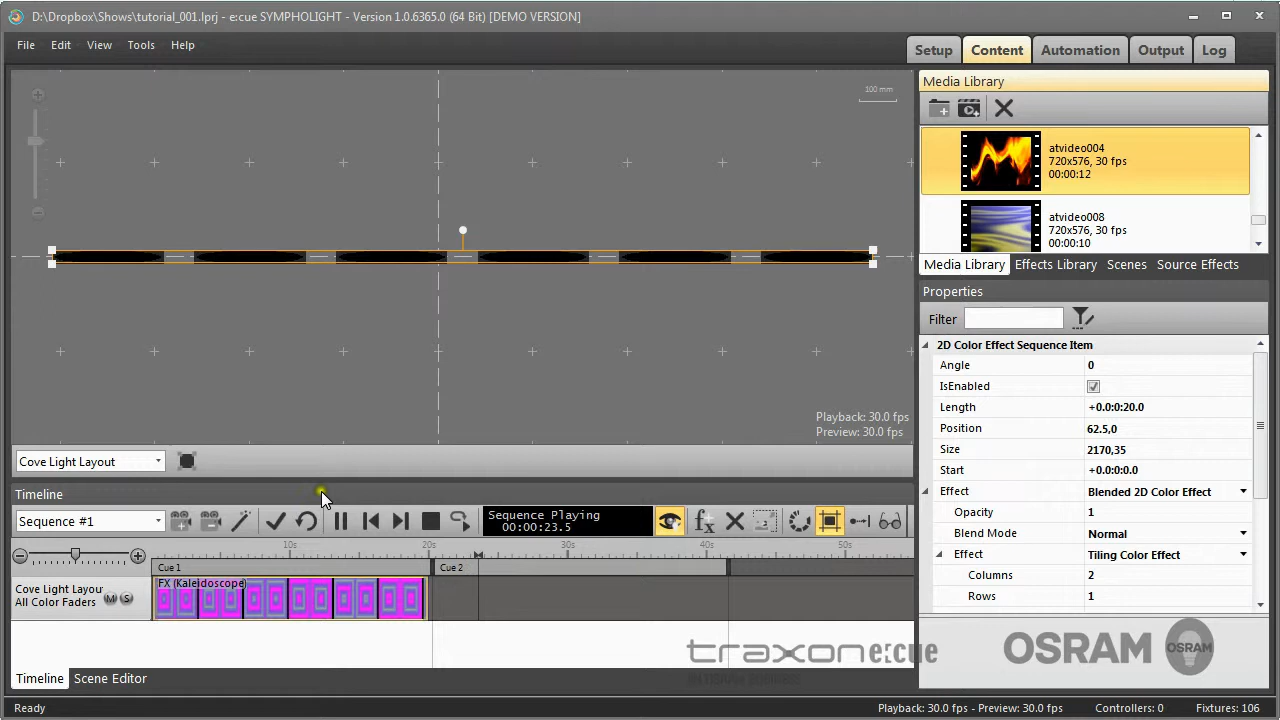 D:\Dropbox\Shows\tutorial_001.lprj - e:cue SYMPHOLIGHT - Version 1.0.6365.0 (64 Bit) [DEMO VERSION]
File Edit View Tools Help
Setup Content Automation Output Log
100 mm
Media Library
atvideo004
720x576, 30 fps
00:00:12
atvideo008
720x576, 30 fps
00:00:10
Media Library Effects Library Scenes Source Effects
Properties
Filter
2D Color Effect Sequence Item
Angle 0
IsEnabled
Length +0.0:0:20.0
Position 62.5,0
Size 2170,35
Start +0.0:0:0.0
Effect Blended 2D Color Effect
Opacity 1
Blend Mode Normal
Effect Tiling Color Effect
Columns 2
Rows 1
Playback: 30.0 fps
Preview: 30.0 fps
Cove Light Layout
Timeline
Sequence #1
Sequence Playing
00:00:23.5
fx
10s 20s 30s 40s 50s
Cue 1 Cue 2
Cove Light Layou
All Color Faders M S
FX (Kaleidoscope)
traxon e:cue
OSRAM
OSRAM
Timeline Scene Editor
Ready
Playback: 30.0 fps - Preview: 30.0 fps Controllers: 0 Fixtures: 106